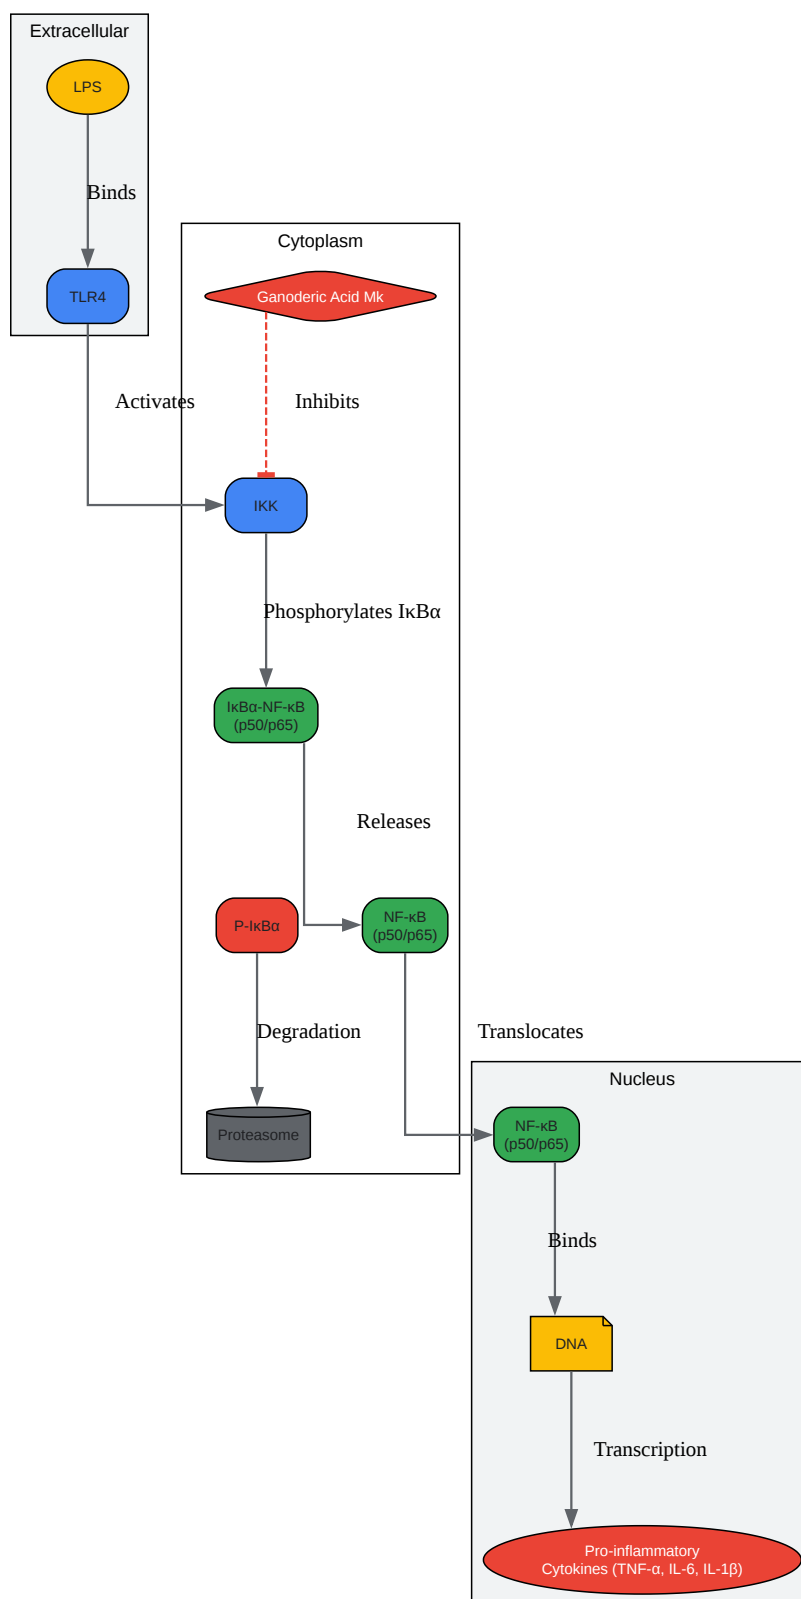 Extracellular
LPS
Binds
TLR4
Cytoplasm
Ganoderic Acid Mk
Activates
Inhibits
IKK
Phosphorylates IκBα
IκBα-NF-κB
(p50/p65)
Releases
P-IκBα
NF-κB
(p50/p65)
Degradation
Translocates
Proteasome
Nucleus
NF-κB
(p50/p65)
Binds
DNA
Transcription
Pro-inflammatory
Cytokines (TNF-α, IL-6, IL-1β)